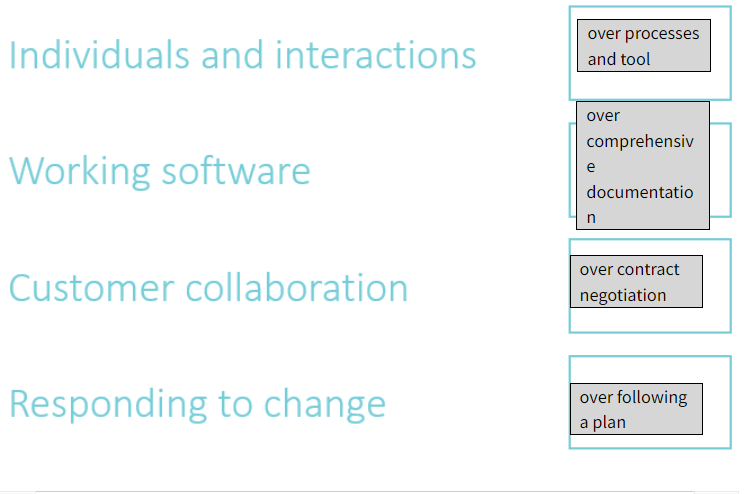 Individuals and interactions
over processes
and tool
Working software
over
comprehensiv
e
documentatio
n
Customer collaboration
over contract
negotiation
Responding to change
over following
a plan